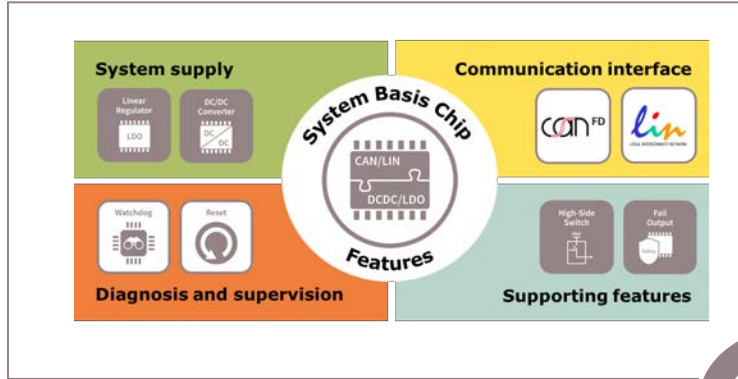 System supply
Linear
Regulator
LDO
DC/DC
Converter
DC
DC
Communication interface
CAN FD
lin
LOCAL INTERCONNECT NETWORK
System Basis Chip
CAN/LIN
DCDC/LDO
Features
Watchdog
Reset
Diagnosis and supervision
High-Side
Switch
Fail
Output
Safety
Supporting features